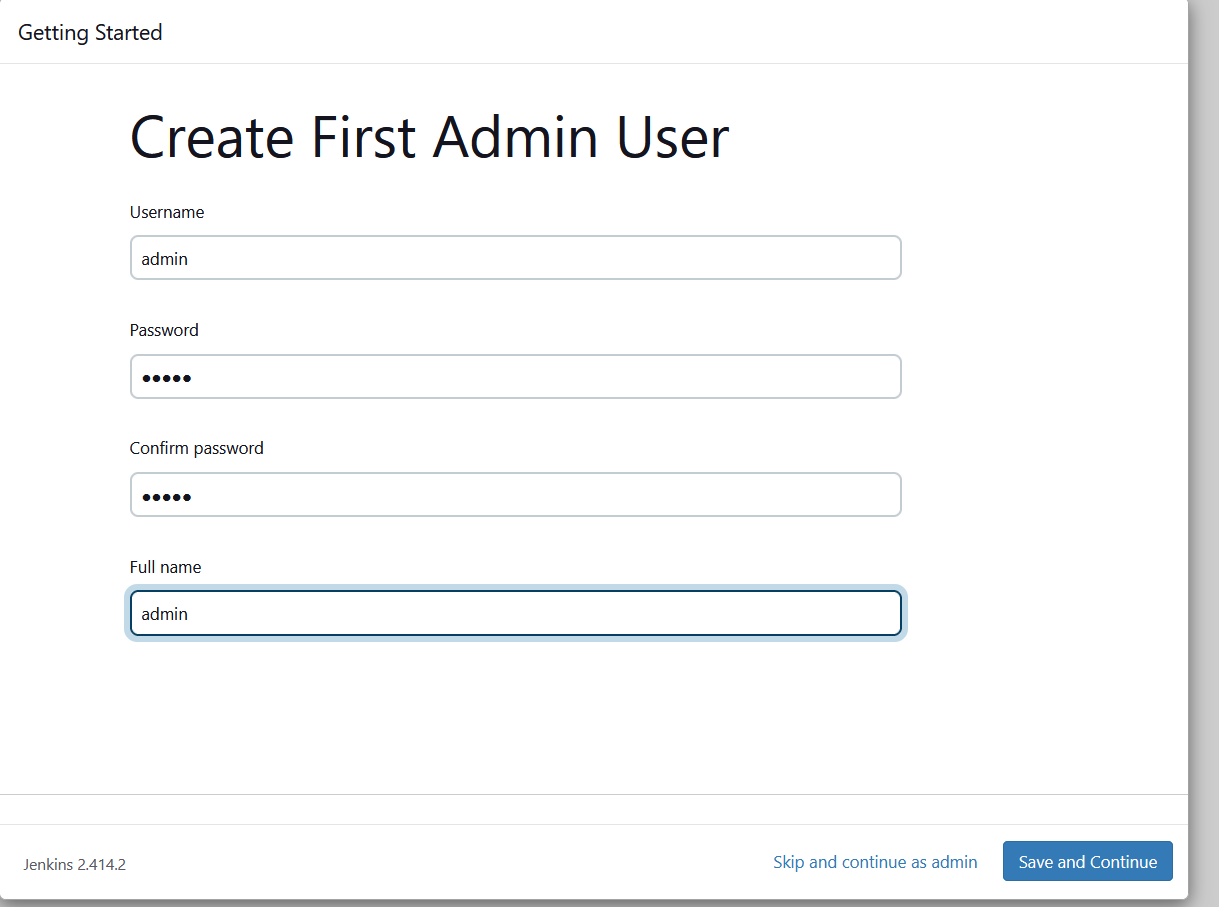 Getting Started
Create First Admin User
Username
admin
Password
•••••
Confirm password
•••••
Full name
admin
Jenkins 2.414.2
Skip and continue as admin
Save and Continue